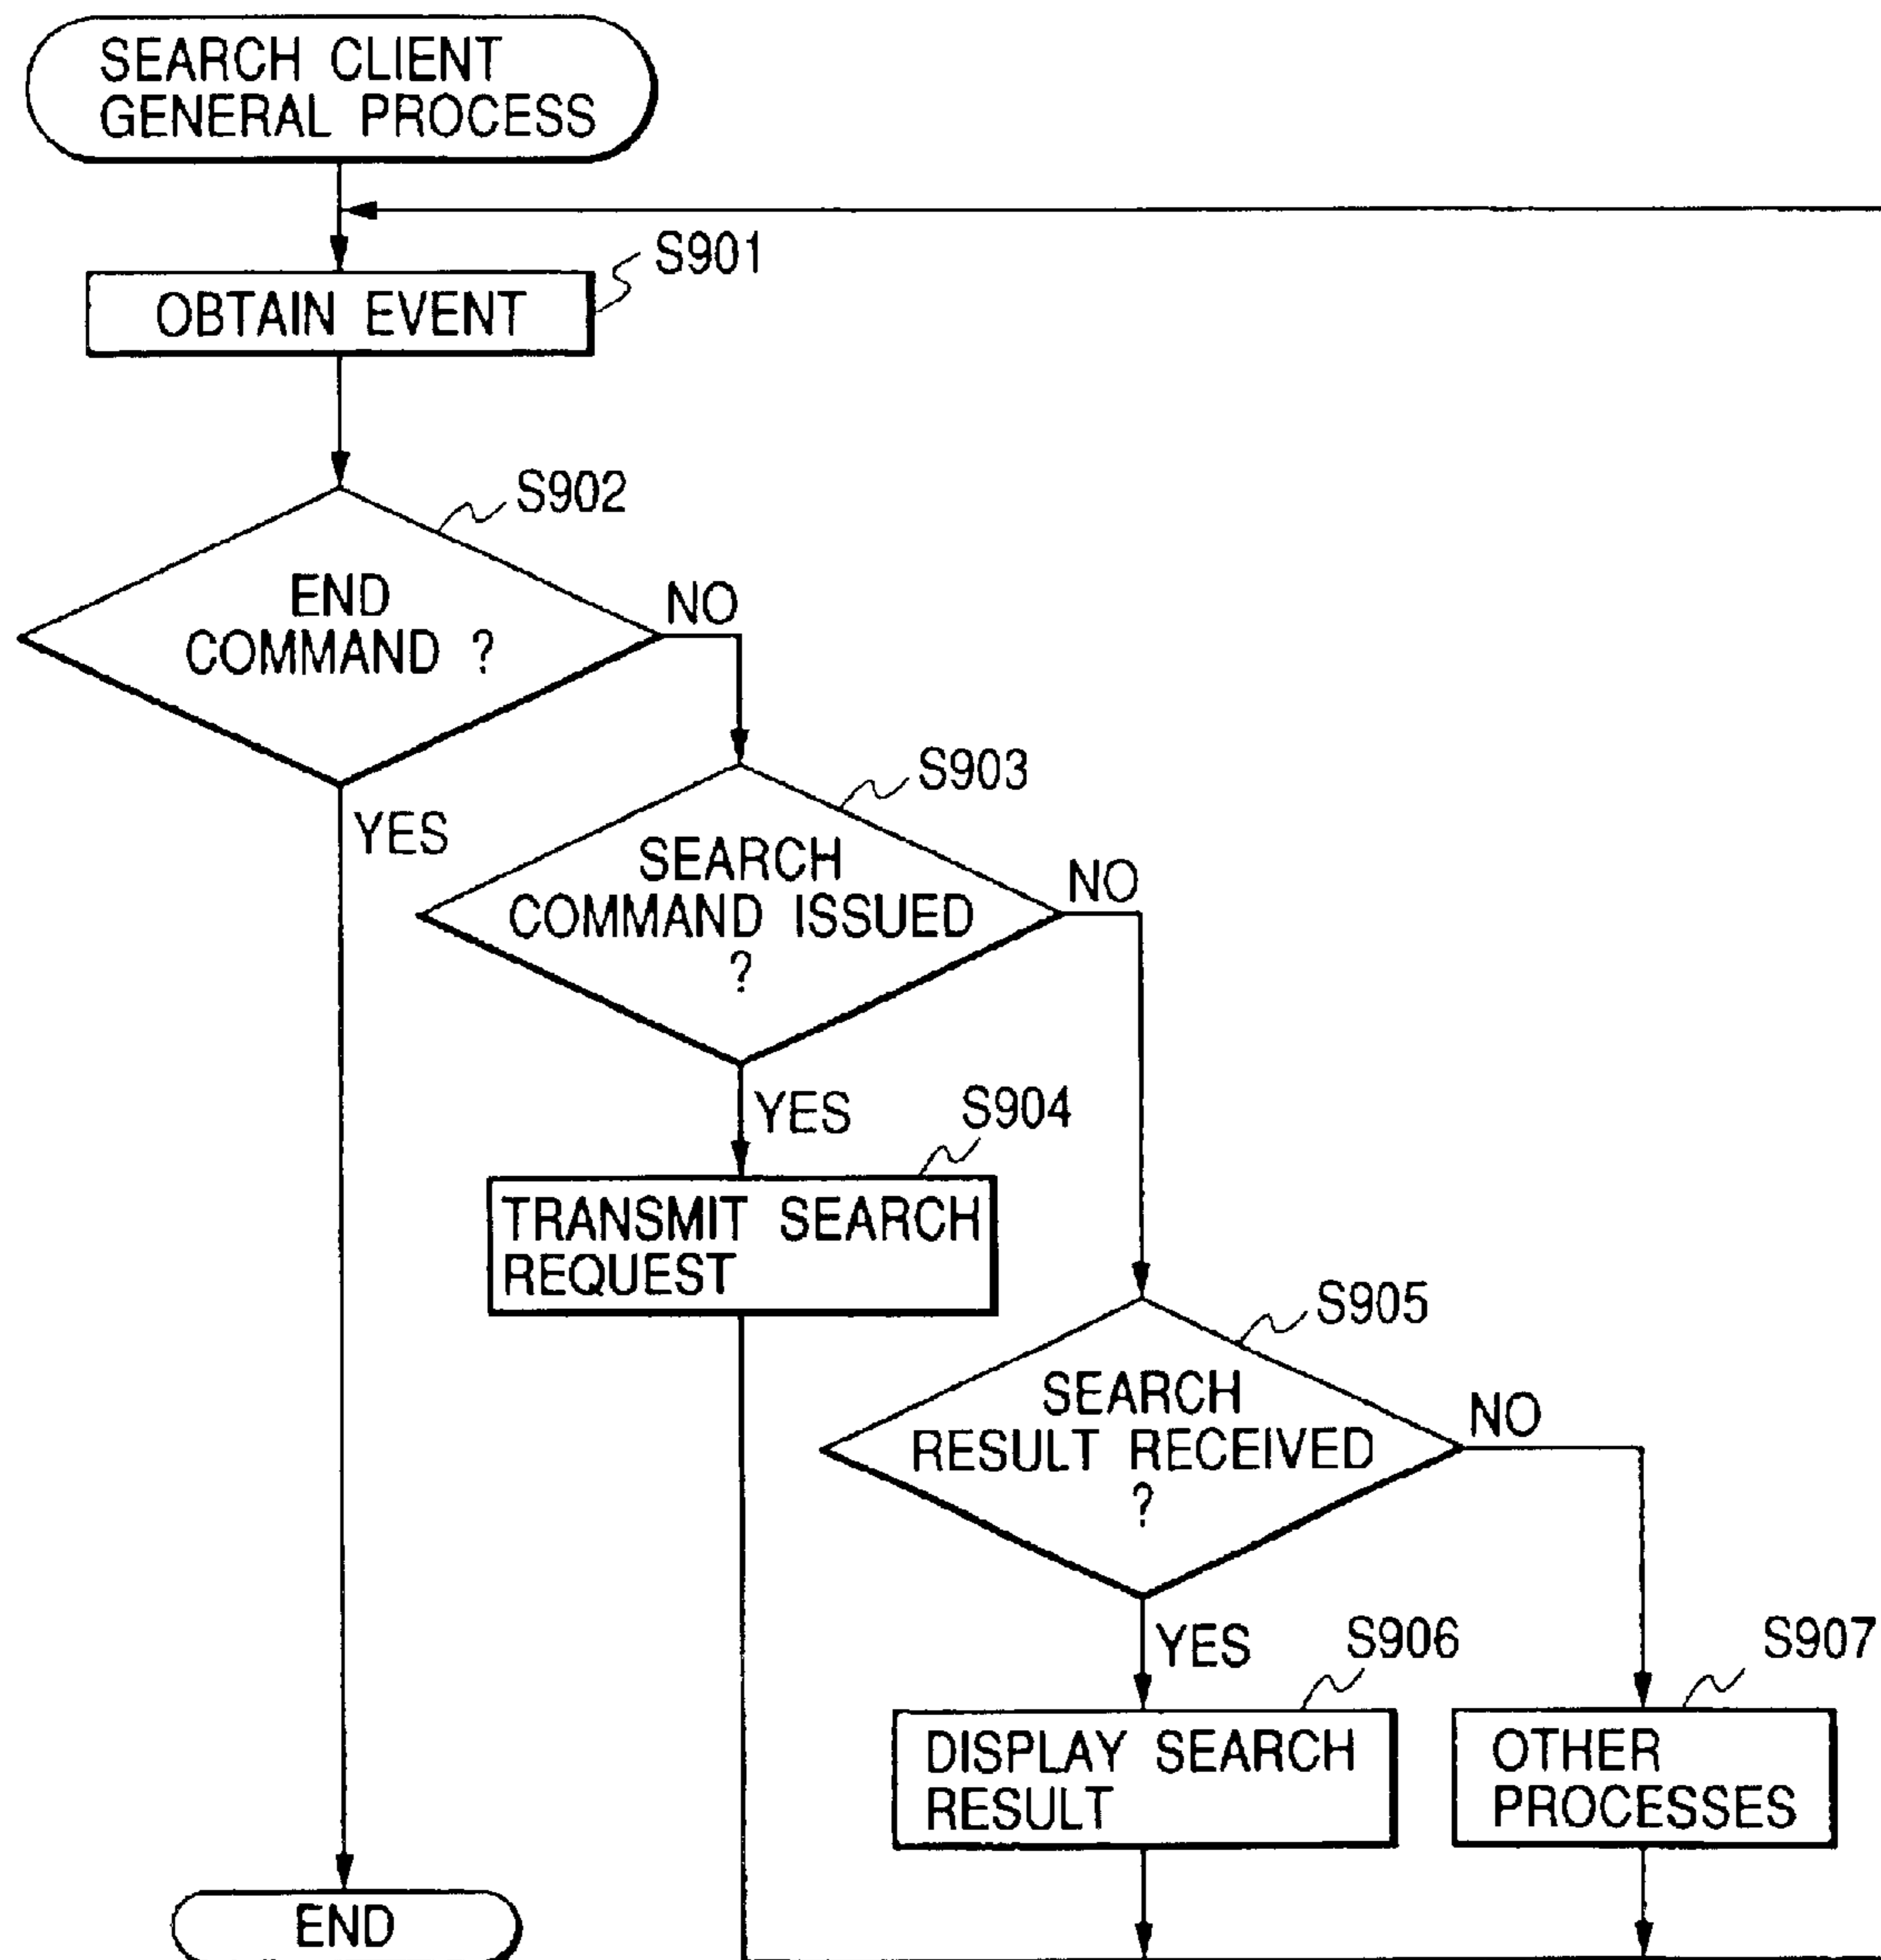 SEARCH CLIENT
GENERAL PROCESS
S901
OBTAIN EVENT
S902
END
COMMAND ?
NO
YES
S903
SEARCH
COMMAND ISSUED
?
NO
YES
S904
TRANSMIT SEARCH
REQUEST
S905
SEARCH
RESULT RECEIVED
?
NO
YES
S906
DISPLAY SEARCH
RESULT
S907
OTHER
PROCESSES
END